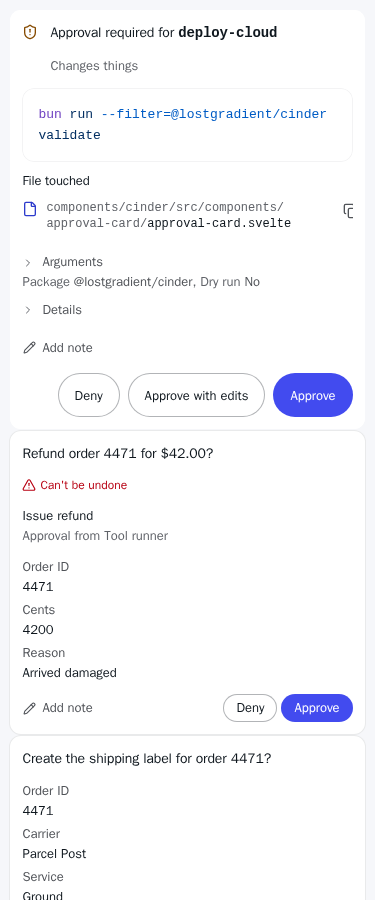 Approval required for deploy-cloud
Changes things
bun run --filter=@lostgradient/cinder
validate
File touched
components/cinder/src/components/
approval-card/approval-card.svelte
Arguments
Package @lostgradient/cinder, Dry run No
Details
Add note
Deny
Approve with edits
Approve
Refund order 4471 for $42.00?
Can't be undone
Issue refund
Approval from Tool runner
Order ID
4471
Cents
4200
Reason
Arrived damaged
Add note
Deny
Approve
Create the shipping label for order 4471?
Order ID
4471
Carrier
Parcel Post
Service
Ground